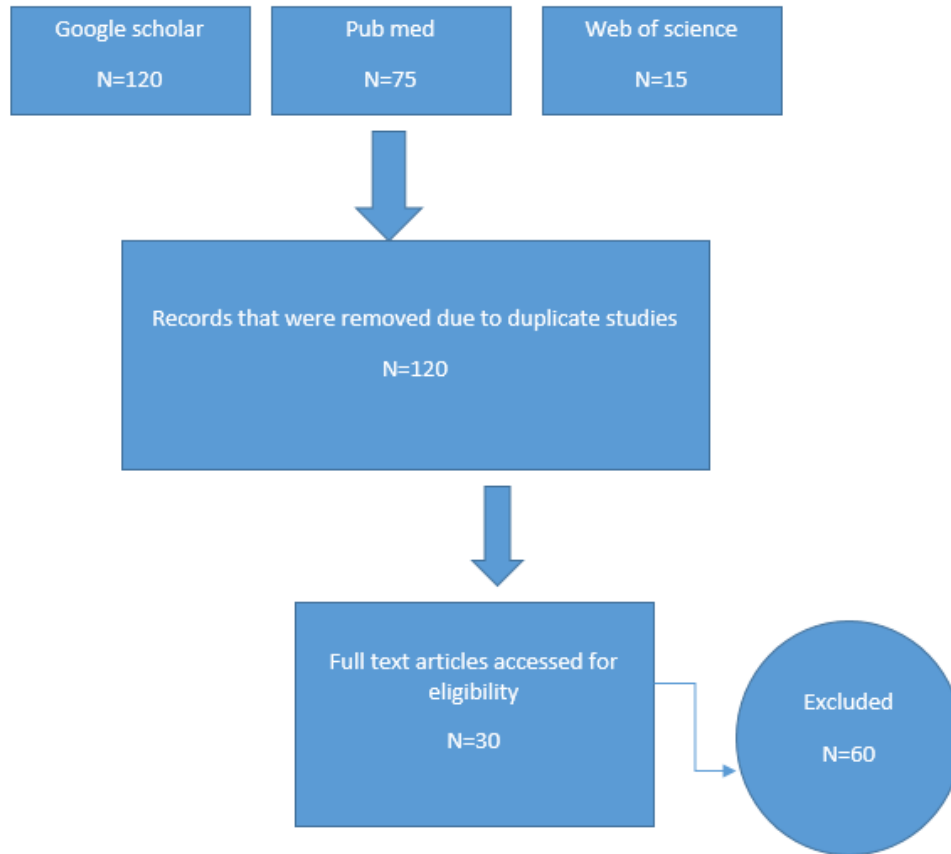 Google scholar
N=120
Pub med
N=75
Web of science
N=15
Records that were removed due to duplicate studies
N=120
Full text articles accessed for
eligibility
N=30
Excluded
N=60